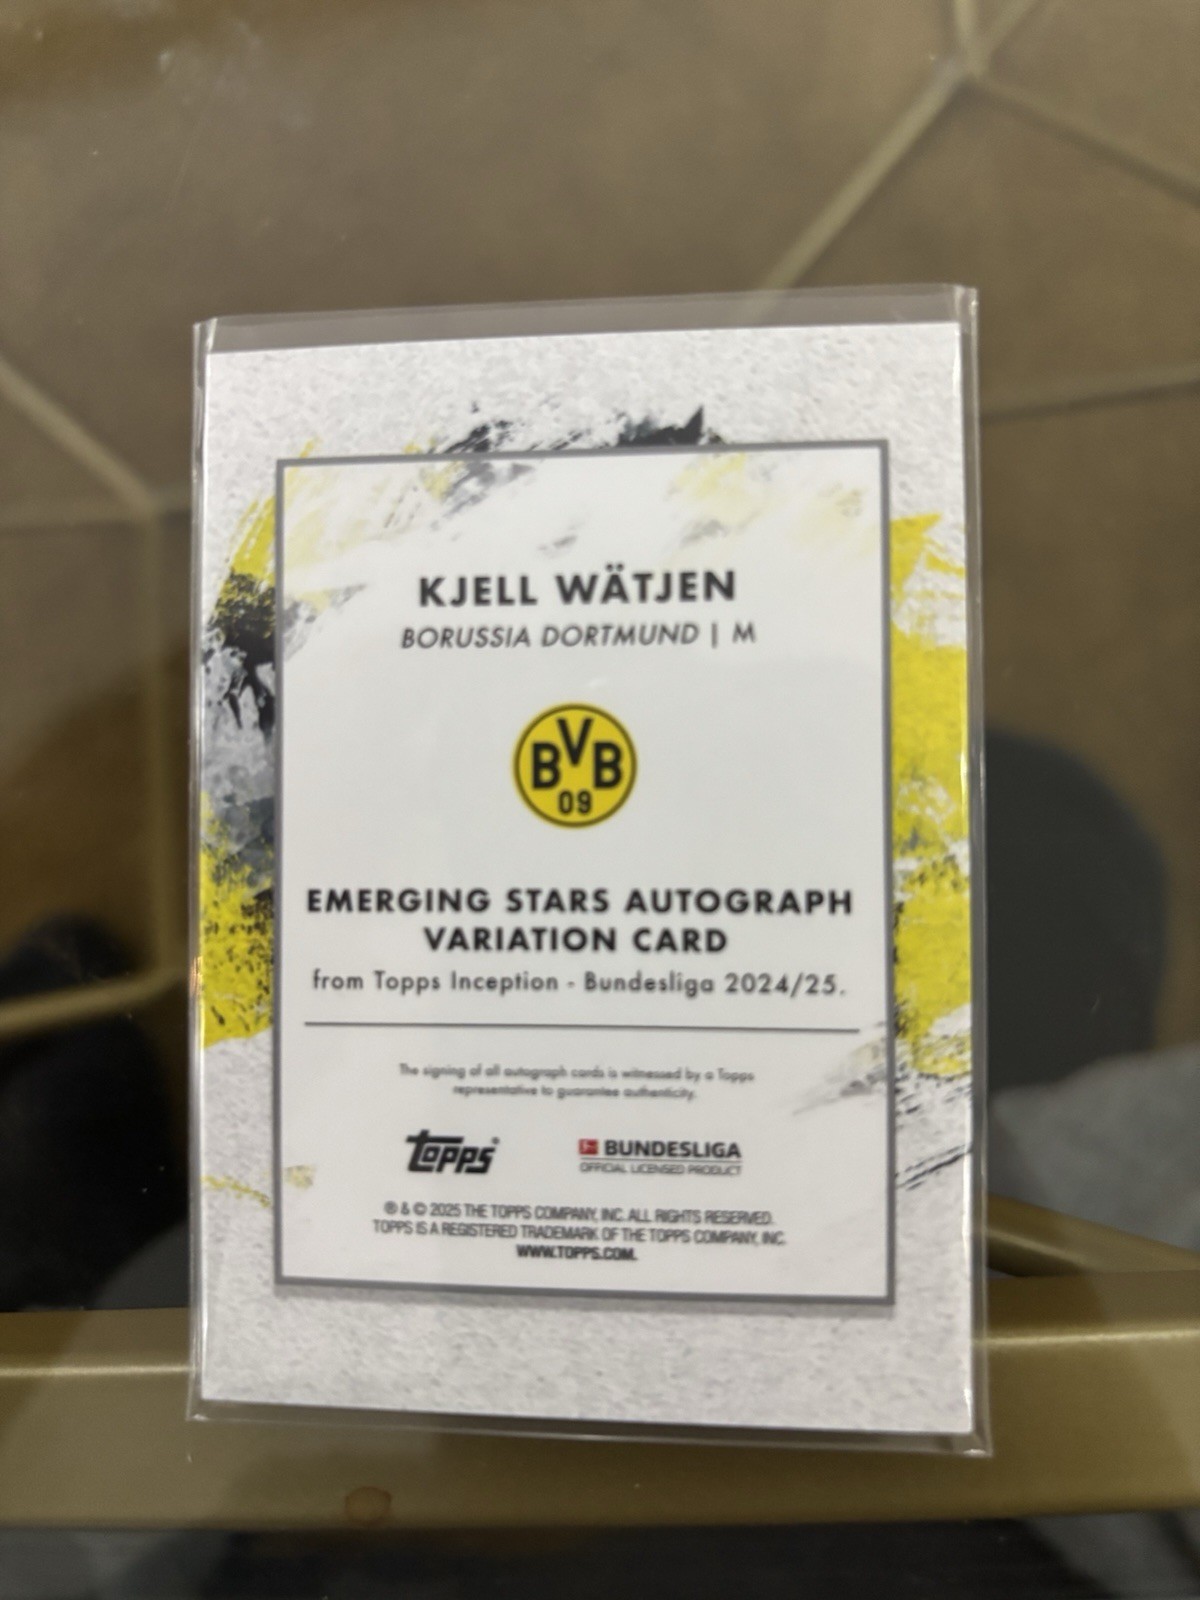 KJELL WÄTJEN
BORUSSIA DORTMUND | M
BVB
09
EMERGING STARS AUTOGRAPH
VARIATION CARD
from Topps Inception - Bundesliga 2024/25.
The signing of all autograph cards is witnessed by a Topps
representative to guarantee authenticity.
topps®
BUNDESLIGA
OFFICIAL LICENSED PRODUCT
® & © 2025 THE TOPPS COMPANY, INC. ALL RIGHTS RESERVED.
TOPPS IS A REGISTERED TRADEMARK OF THE TOPPS COMPANY, INC.
WWW.TOPPS.COM.